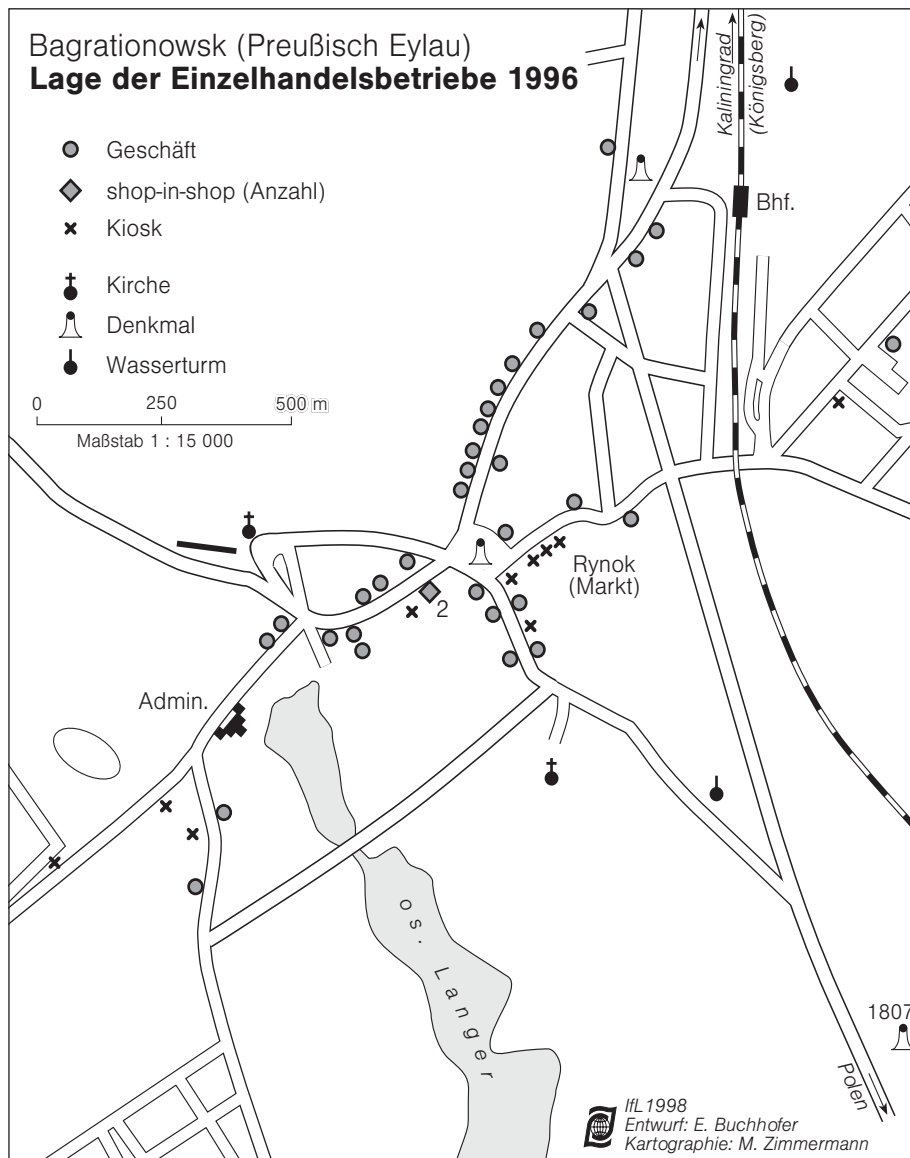 Bagrationowsk (Preußisch Eylau)
Lage der Einzelhandelsbetriebe 1996
Geschäft
shop-in-shop (Anzahl)
Kiosk
Kirche
Denkmal
Wasserturm
0 250 500 m
Maßstab 1 : 15 000
Kaliningrad
(Königsberg)
Bhf.
Rynok
(Markt)
2
Admin.
os. Langer
1807
Polen
IfL 1998
Entwurf: E. Buchhofer
Kartographie: M. Zimmermann